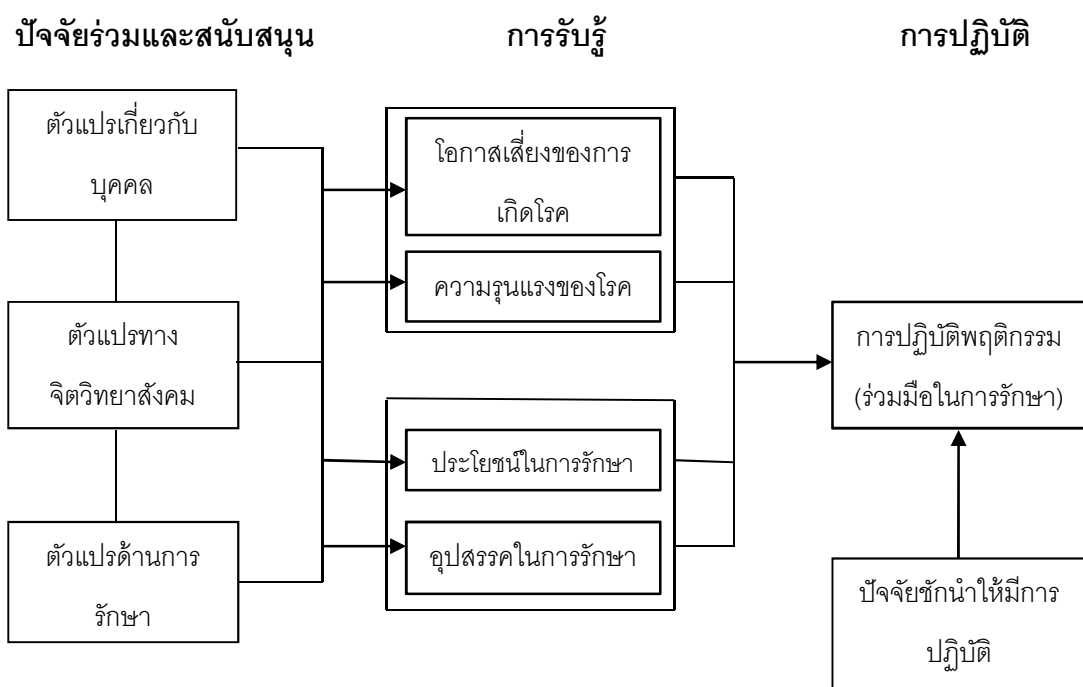 ปัจจัยร่วมและสนับสนุน
การรับรู้
การปฏิบัติ
ตัวแปรเกี่ยวกับ
บุคคล
ตัวแปรทาง
จิตวิทยาสังคม
ตัวแปรด้านการ
รักษา
โอกาสเสี่ยงของการ
เกิดโรค
ความรุนแรงของโรค
ประโยชน์ในการรักษา
อุปสรรคในการรักษา
การปฏิบัติพฤติกรรม
(ร่วมมือในการรักษา)
ปัจจัยชักนำให้มีการ
ปฏิบัติ